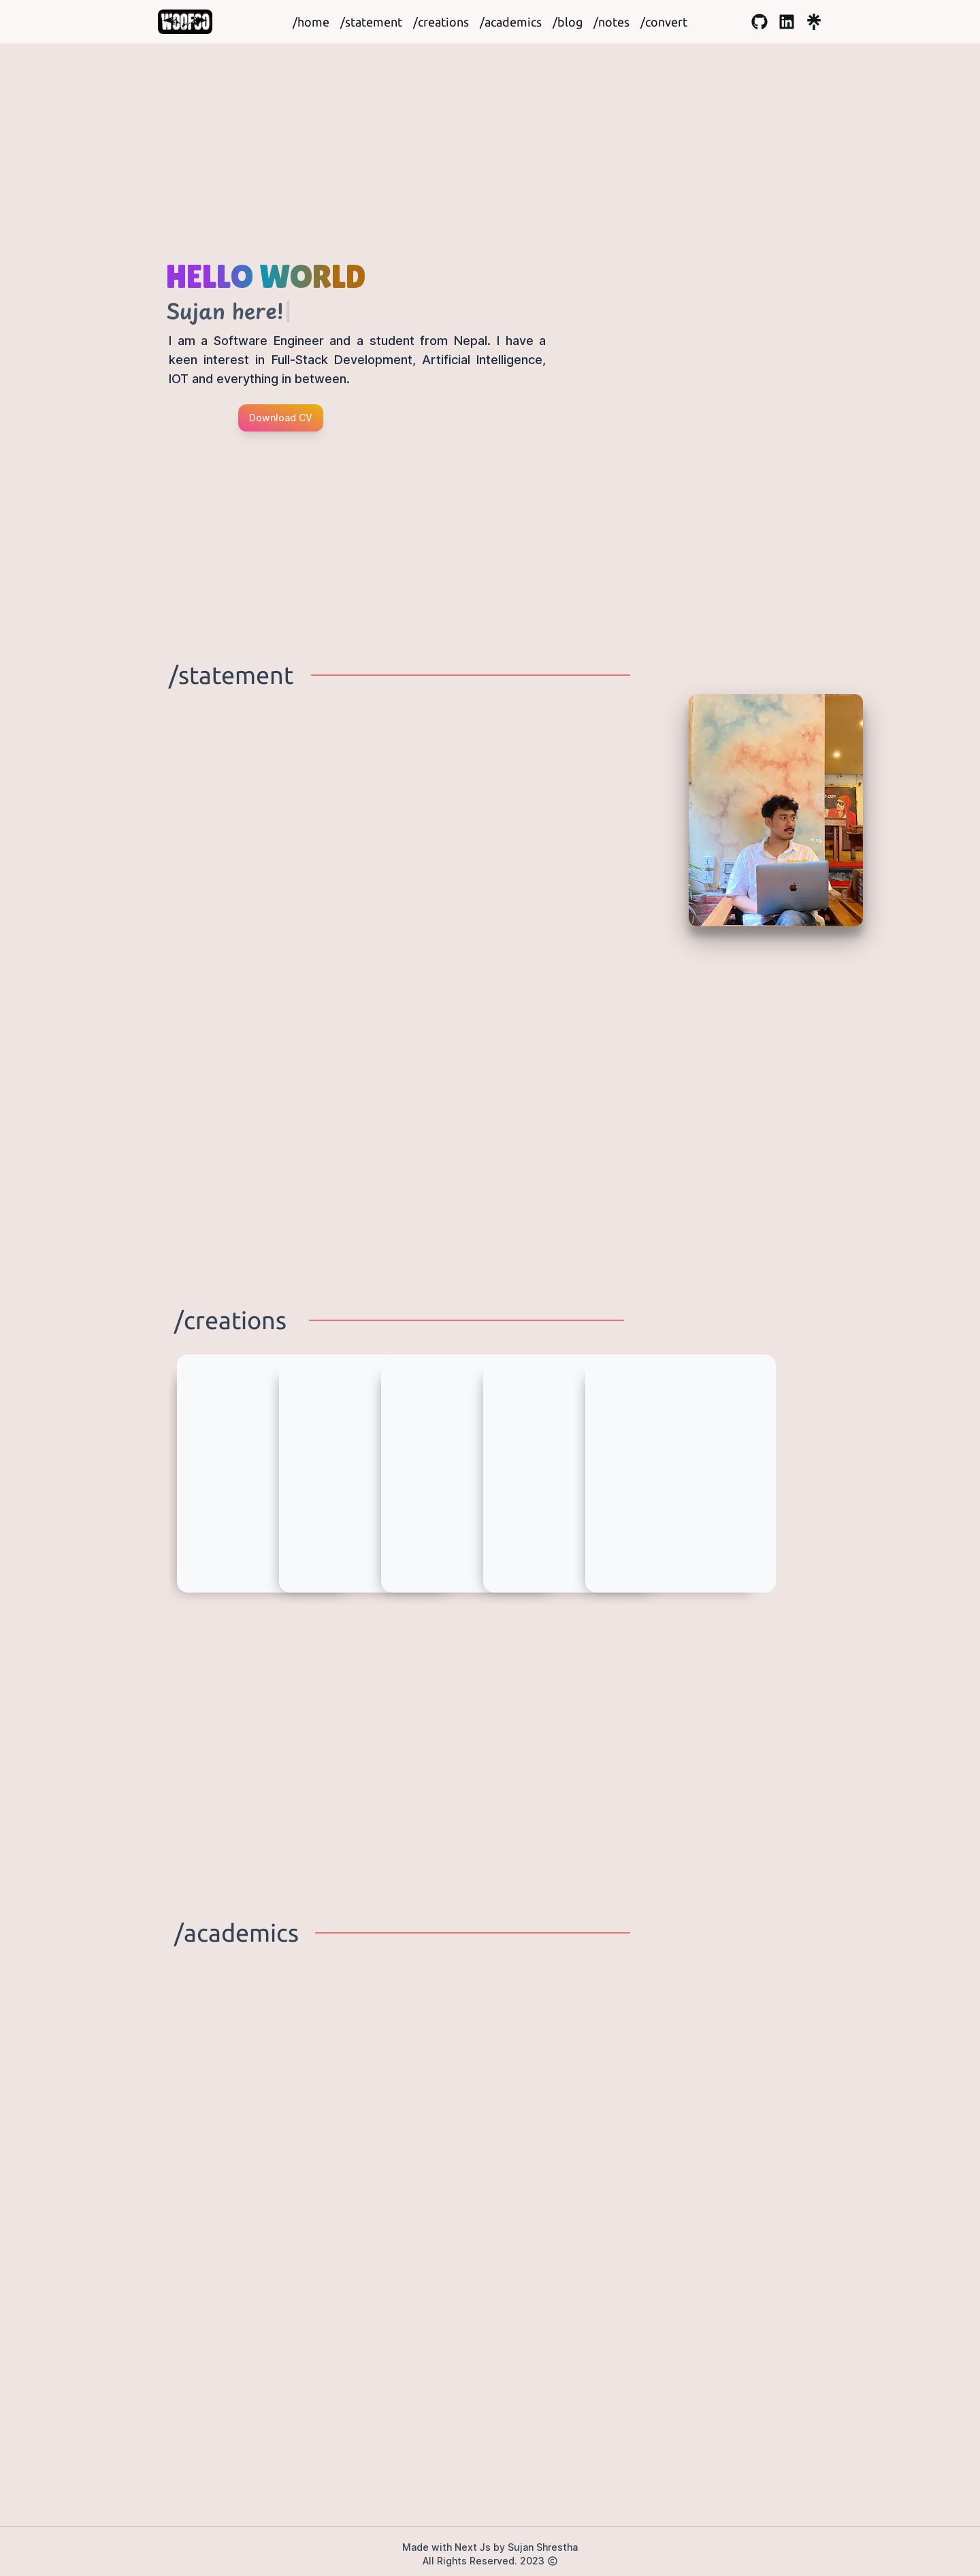 WOOFOO
/home /statement /creations /academics /blog /notes /convert
HELLO WORLD
Sujan here!
I am a Software Engineer and a student from Nepal. I have a
keen interest in Full-Stack Development, Artificial Intelligence,
IOT and everything in between.
Download CV
/statement
/creations
/academics
Made with Next Js by Sujan Shrestha
All Rights Reserved. 2023 ©